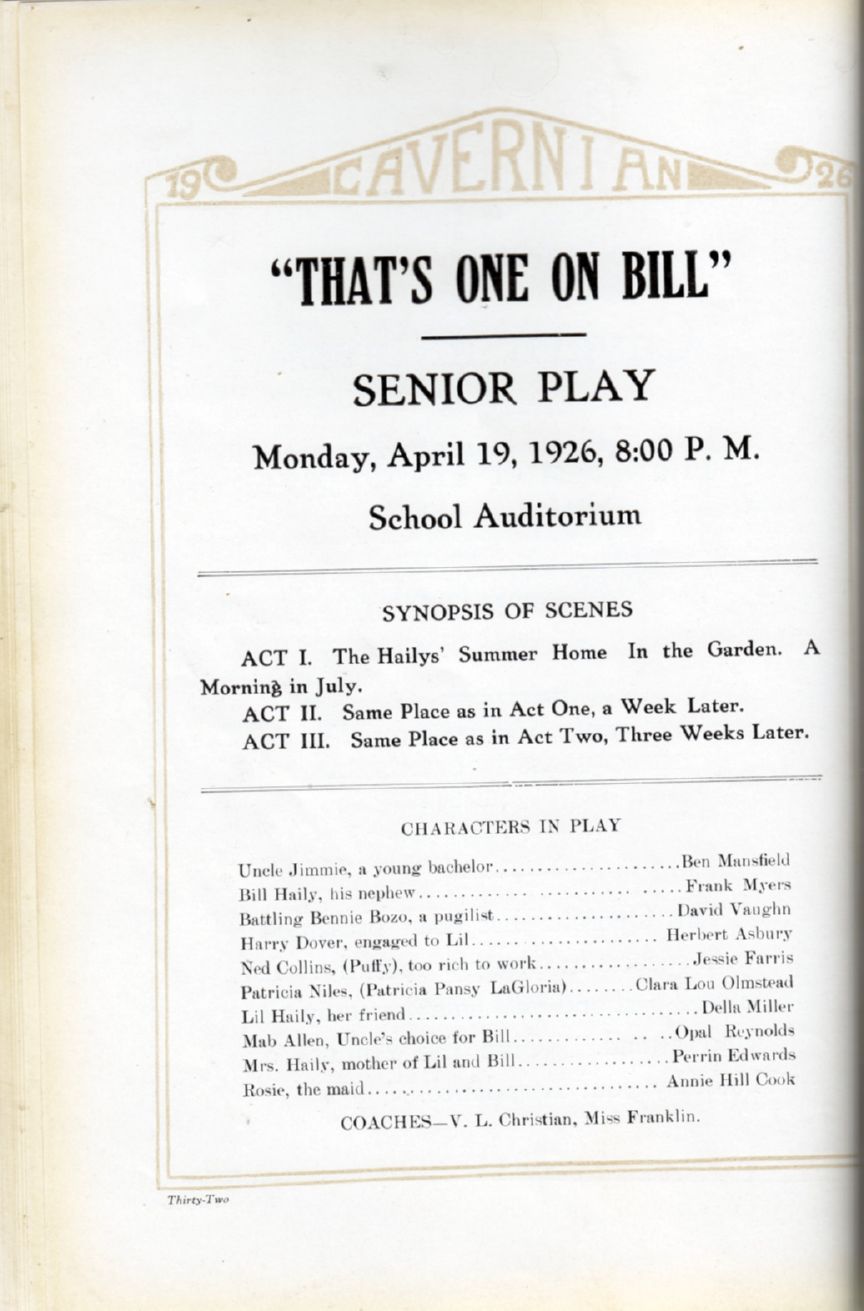 19 CAVERNIAN 26
“THAT’S ONE ON BILL”
SENIOR PLAY
Monday, April 19, 1926, 8:00 P. M.
School Auditorium
SYNOPSIS OF SCENES
ACT I. The Hailys’ Summer Home In the Garden. A
Morning in July.
ACT II. Same Place as in Act One, a Week Later.
ACT III. Same Place as in Act Two, Three Weeks Later.
CHARACTERS IN PLAY
Uncle Jimmie, a young bachelor......................Ben Mansfield
Bill Haily, his nephew.................. ............. ......Frank Myers
Battling Bennie Bozo, a pugilist......................David Vaughn
Harry Dover, engaged to Lil....................... Herbert Asbury
Ned Collins, (Puffy), too rich to work...................Jessie Farris
Patricia Niles, (Patricia Pansy LaGloria)........Clara Lou Olmstead
Lil Haily, her friend...................................Della Miller
Mab Allen, Uncle’s choice for Bill............. .. ..Opal Reynolds
Mrs. Haily, mother of Lil and Bill..................Perrin Edwards
Rosie, the maid.................................. Annie Hill Cook
COACHES—V. L. Christian, Miss Franklin.
Thirty-Two